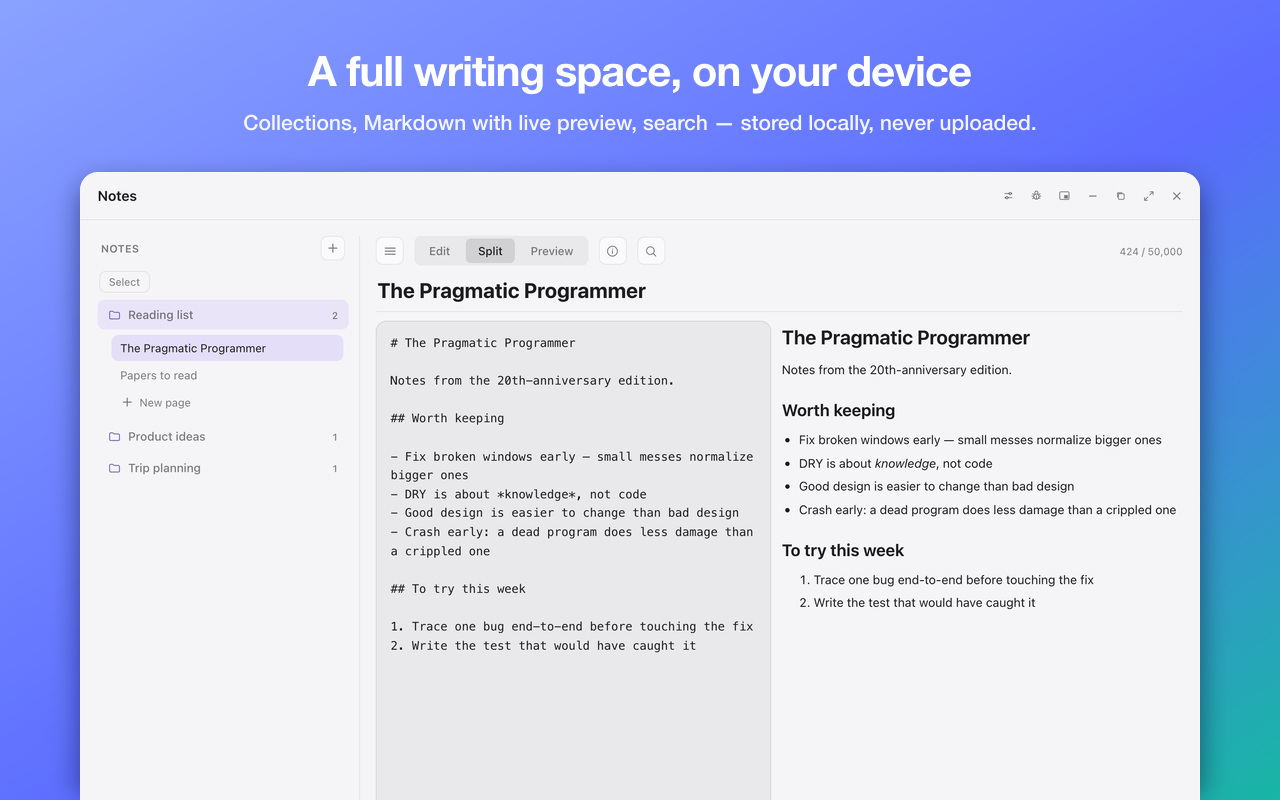 A full writing space, on your device
Collections, Markdown with live preview, search — stored locally, never uploaded.
Notes
NOTES
Select
Reading list 2
The Pragmatic Programmer
Papers to read
New page
Product ideas 1
Trip planning 1
Edit Split Preview
424 / 50,000
The Pragmatic Programmer
# The Pragmatic Programmer
Notes from the 20th-anniversary edition.
## Worth keeping
- Fix broken windows early — small messes normalize
bigger ones
- DRY is about *knowledge*, not code
- Good design is easier to change than bad design
- Crash early: a dead program does less damage than
a crippled one
## To try this week
1. Trace one bug end-to-end before touching the fix
2. Write the test that would have caught it
The Pragmatic Programmer
Notes from the 20th-anniversary edition.
Worth keeping
• Fix broken windows early — small messes normalize bigger ones
• DRY is about knowledge, not code
• Good design is easier to change than bad design
• Crash early: a dead program does less damage than a crippled one
To try this week
1. Trace one bug end-to-end before touching the fix
2. Write the test that would have caught it